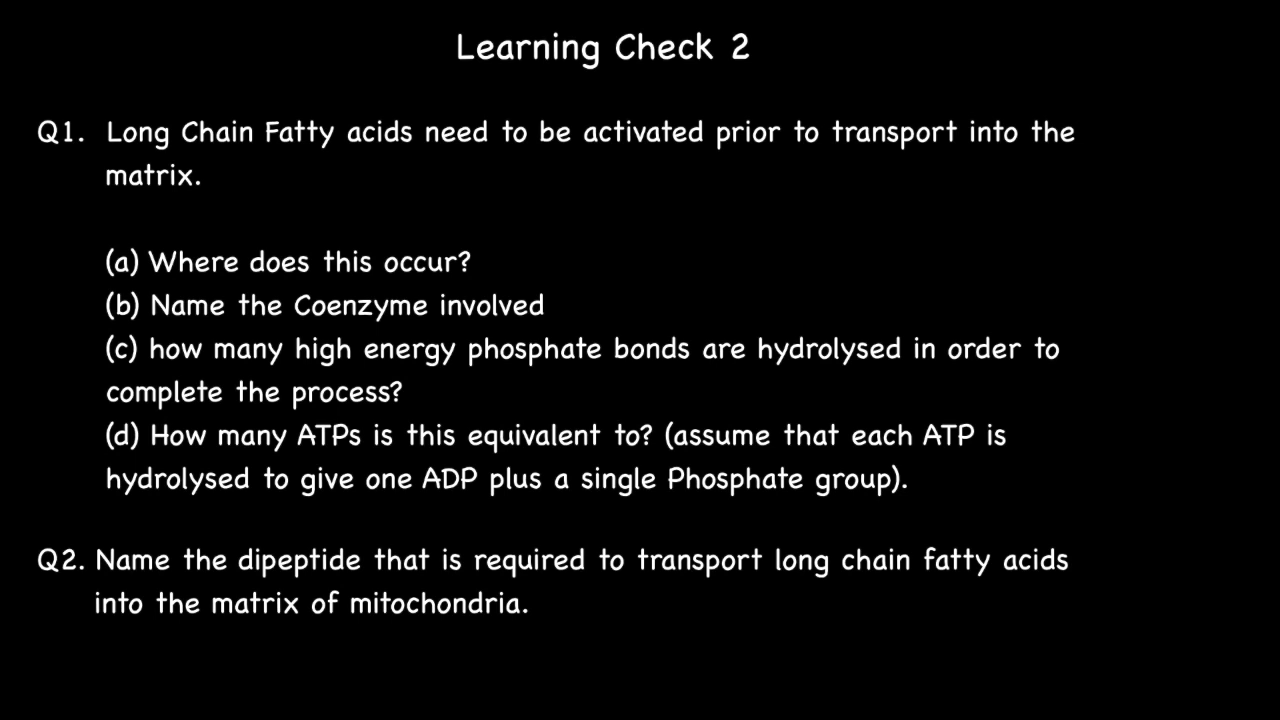 Learning Check 2
Q1. Long Chain Fatty acids need to be activated prior to transport into the
matrix.
(a) Where does this occur?
(b) Name the Coenzyme involved
(c) how many high energy phosphate bonds are hydrolysed in order to
complete the process?
(d) How many ATPs is this equivalent to? (assume that each ATP is
hydrolysed to give one ADP plus a single Phosphate group).
Q2. Name the dipeptide that is required to transport long chain fatty acids
into the matrix of mitochondria.